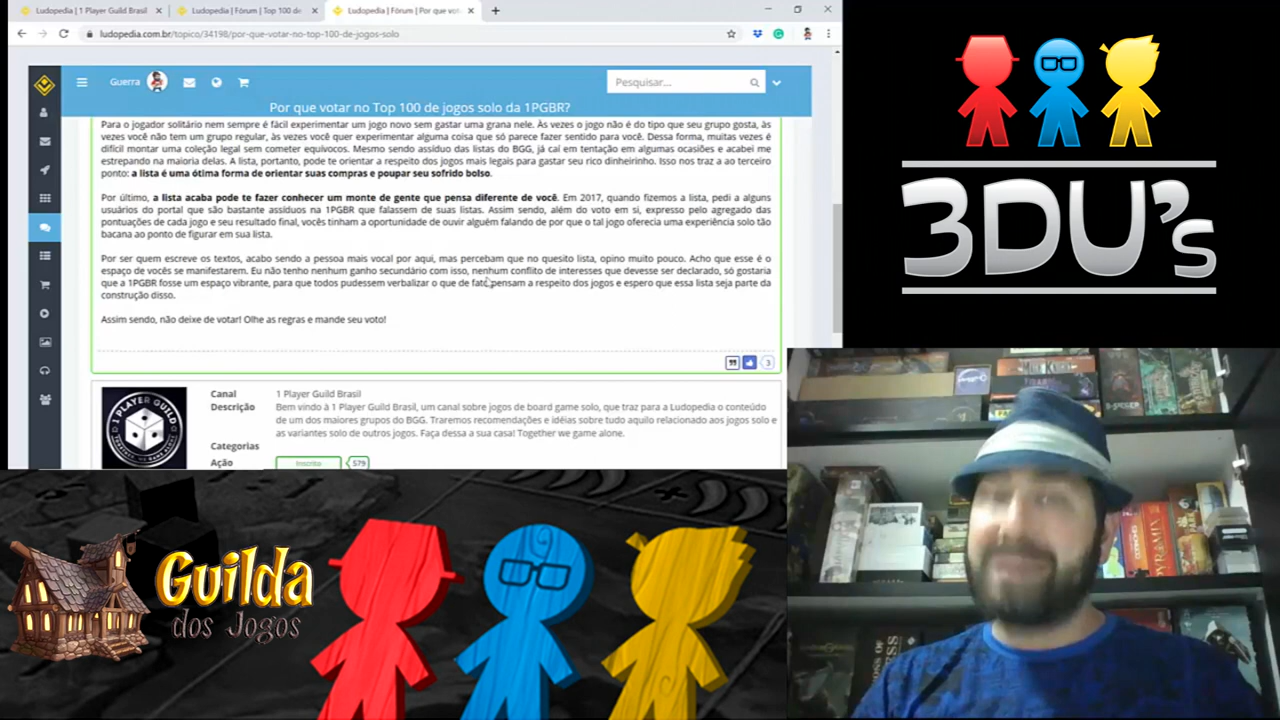 Ludopedia | 1 Player Guild Brasil
Ludopedia | Fórum | Top 100 de
Ludopedia | Fórum | Por que vot
ludopedia.com.br/topico/34198/por-que-votar-no-top-100-de-jogos-solo
Guerra
Pesquisar...
Por que votar no Top 100 de jogos solo da 1PGBR?
Para o jogador solitário nem sempre é fácil experimentar um jogo novo sem gastar uma grana nele. Às vezes o jogo não é do tipo que seu grupo gosta, às
vezes você não tem um grupo regular, às vezes você quer experimentar alguma coisa que só parece fazer sentido para você. Dessa forma, muitas vezes é
difícil montar uma coleção legal sem cometer equívocos. Mesmo sendo assíduo das listas do BGG, já caí em tentação em algumas ocasiões e acabei me
estrepando na maioria delas. A lista, portanto, pode te orientar a respeito dos jogos mais legais para gastar seu rico dinheirinho. Isso nos traz a ao terceiro
ponto: a lista é uma ótima forma de orientar suas compras e poupar seu sofrido bolso.
Por último, a lista acaba pode te fazer conhecer um monte de gente que pensa diferente de você. Em 2017, quando fizemos a lista, pedi a alguns
usuários do portal que são bastante assíduos na 1PGBR que falassem de suas listas. Assim sendo, além do voto em si, expresso pelo agregado das
pontuações de cada jogo e seu resultado final, vocês tinham a oportunidade de ouvir alguém falando de por que o tal jogo oferecia uma experiência solo tão
bacana ao ponto de figurar em sua lista.
Por ser quem escreve os textos, acabo sendo a pessoa mais vocal por aqui, mas percebam que no quesito lista, opino muito pouco. Acho que esse é o
espaço de vocês se manifestarem. Eu não tenho nenhum ganho secundário com isso, nenhum conflito de interesses que devesse ser declarado, só gostaria
que a 1PGBR fosse um espaço vibrante, para que todos pudessem verbalizar o que de fato pensam a respeito dos jogos e espero que essa lista seja parte da
construção disso.
Assim sendo, não deixe de votar! Olhe as regras e mande seu voto!
3
Canal 1 Player Guild Brasil
Descrição Bem vindo à 1 Player Guild Brasil, um canal sobre jogos de board game solo, que traz para a Ludopedia o conteúdo
de um dos maiores grupos do BGG. Traremos recomendações e idéias sobre tudo aquilo relacionado aos jogos solo e
as variantes solo de outros jogos. Faça dessa a sua casa! Together we game alone.
Categorias
Ação Inscrito 579
1 PLAYER GUILD
3DU's
Guilda
dos Jogos